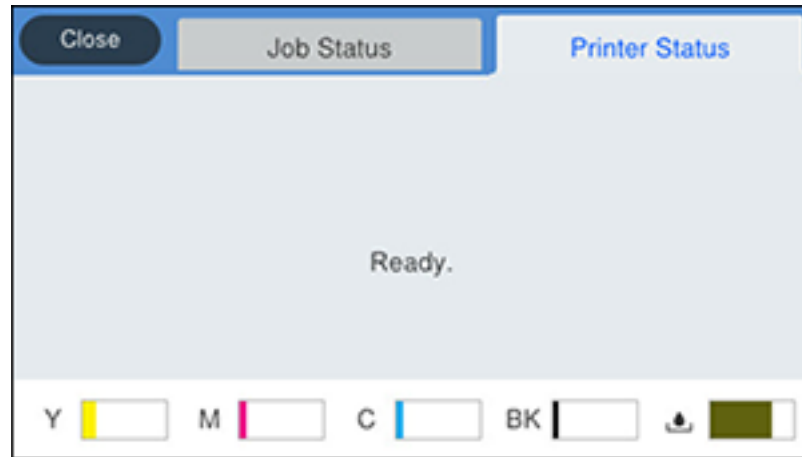 Close
Job Status
Printer Status
Ready.
Y M C BK